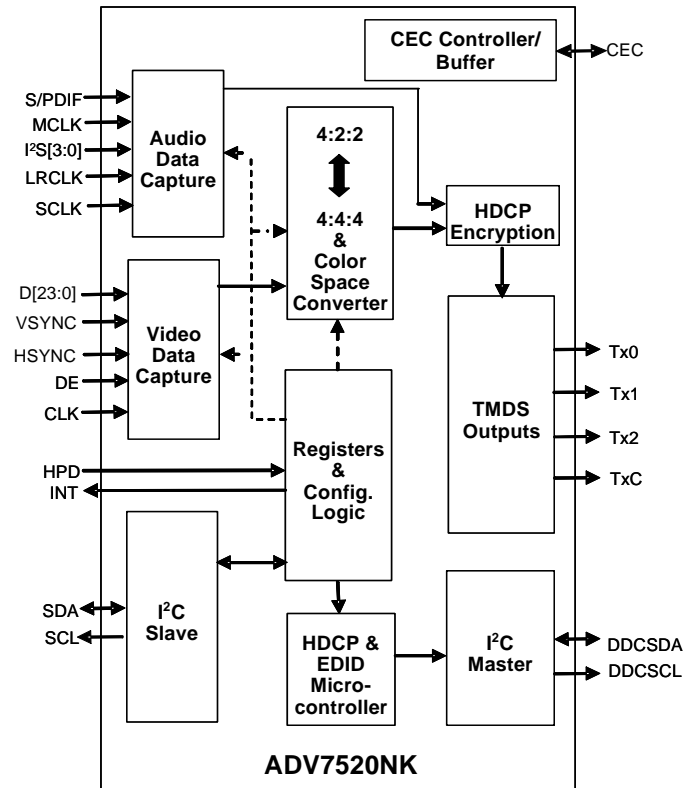 CEC Controller/
Buffer
CEC
S/PDIF
MCLK
I²S[3:0]
LRCLK
SCLK
Audio
Data
Capture
4:2:2
4:4:4
&
Color
Space
Converter
HDCP
Encryption
D[23:0]
VSYNC
HSYNC
DE
CLK
Video
Data
Capture
TMDS
Outputs
Tx0
Tx1
Tx2
TxC
HPD
INT
Registers
&
Config.
Logic
SDA
SCL
I²C
Slave
HDCP &
EDID
Micro-
controller
I²C
Master
DDCSDA
DDCSCL
ADV7520NK